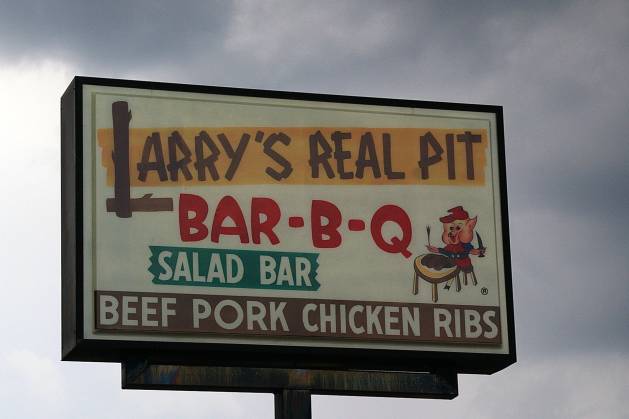 LARRY'S REAL PIT
BAR-B-Q
SALAD BAR
®
BEEF PORK CHICKEN RIBS